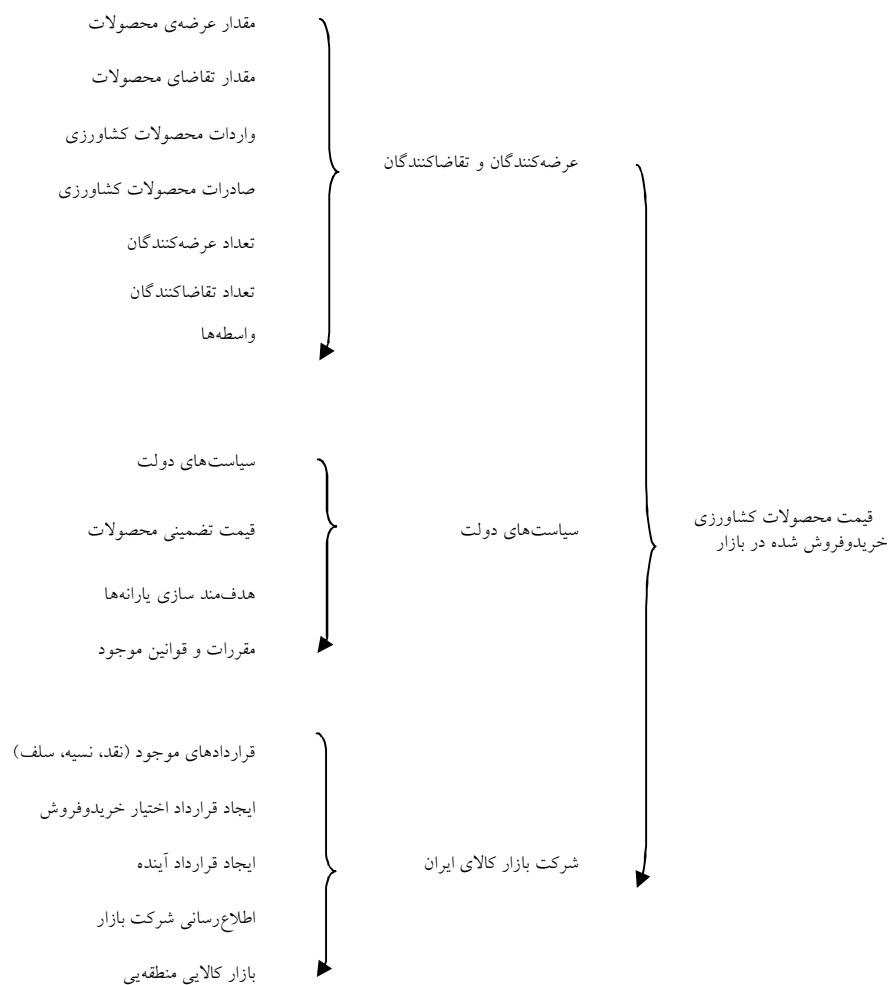 قیمت محصولات کشاورزی
خریدوفروش شده در بازار
عرضه‌کنندگان و تقاضاکنندگان
مقدار عرضه‌ی محصولات
مقدار تقاضای محصولات
واردات محصولات کشاورزی
صادرات محصولات کشاورزی
تعداد عرضه‌کنندگان
تعداد تقاضاکنندگان
واسطه‌ها
سیاست‌های دولت
سیاست‌های دولت
قیمت تضمینی محصولات
هدف‌مند سازی یارانه‌ها
مقررات و قوانین موجود
شرکت بازار کالای ایران
قراردادهای موجود (نقد، نسیه، سلف)
ایجاد قرارداد اختیار خریدوفروش
ایجاد قرارداد آینده
اطلاع‌رسانی شرکت بازار
بازار کالایی منطقه‌یی